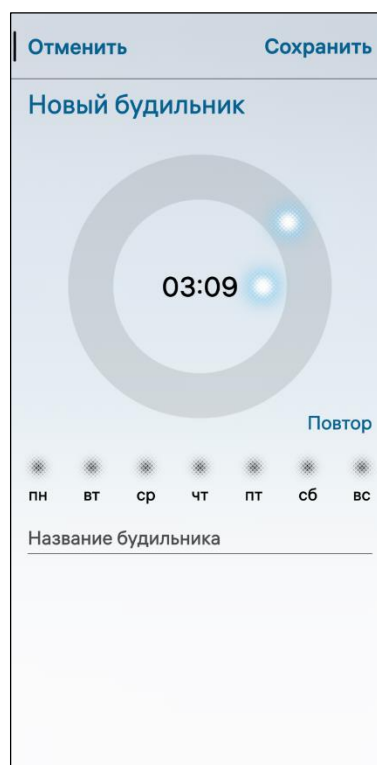 Отменить Сохранить
Новый будильник
03:09
Повтор
пн вт ср чт пт сб вс
Название будильника